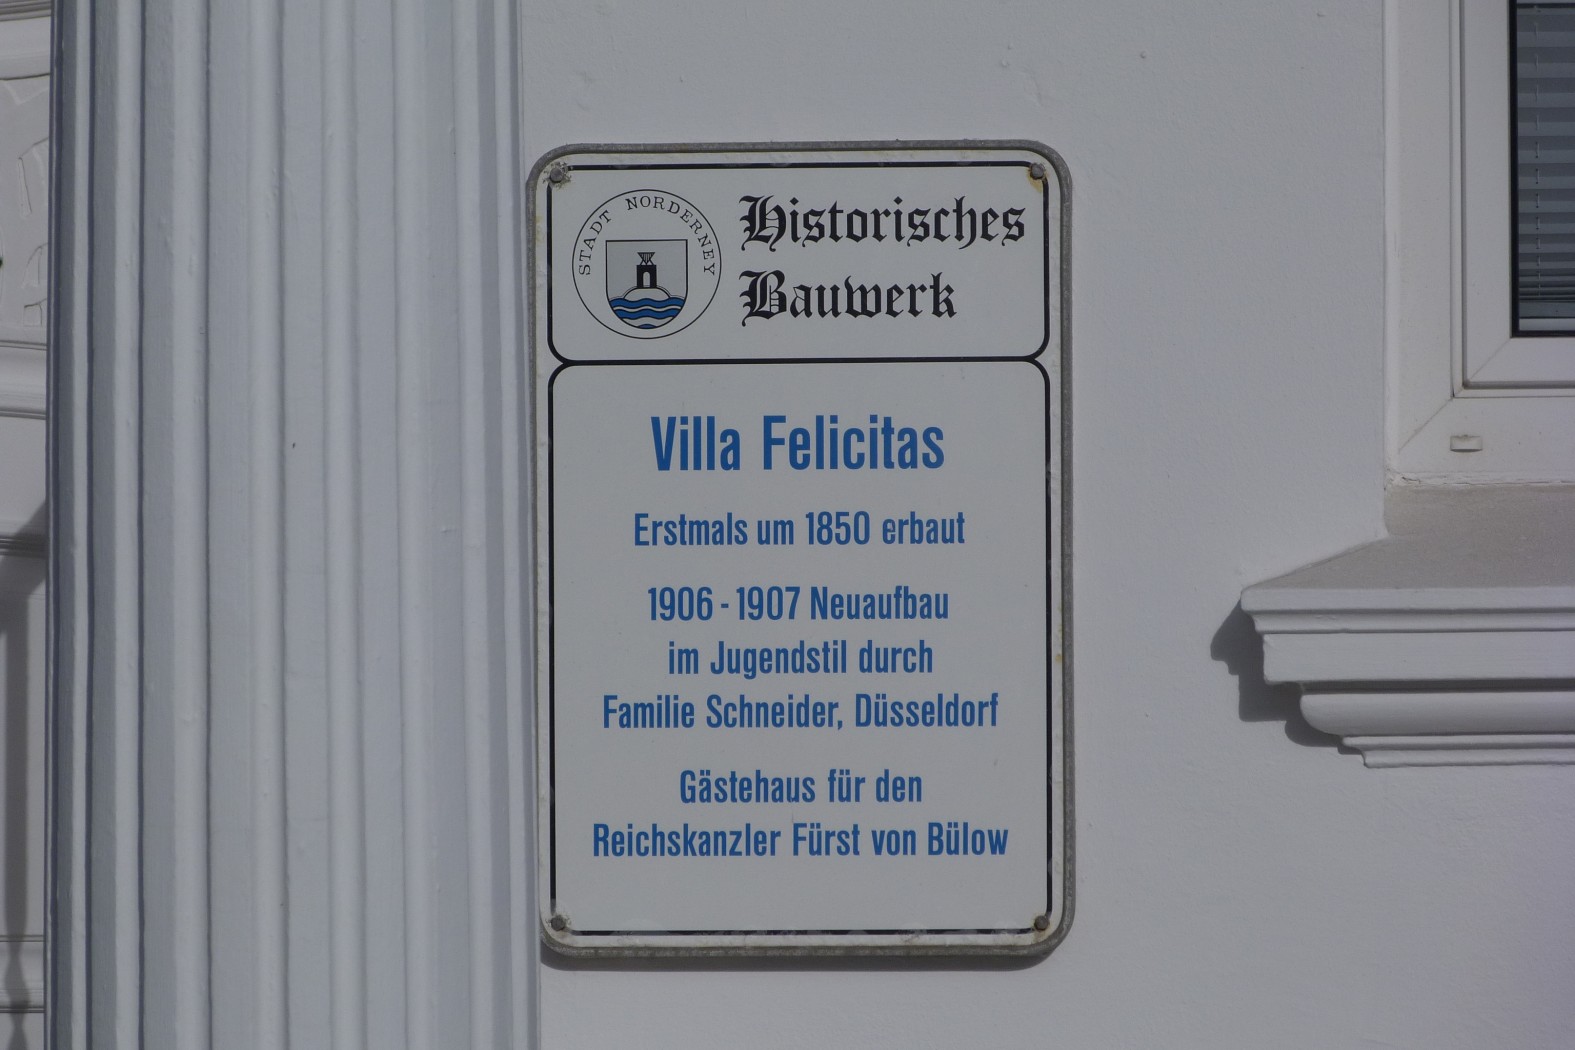 STADT NORDERNEY
Historisches
Bauwerk
Villa Felicitas
Erstmals um 1850 erbaut
1906 - 1907 Neuaufbau
im Jugendstil durch
Familie Schneider, Düsseldorf
Gästehaus für den
Reichskanzler Fürst von Bülow